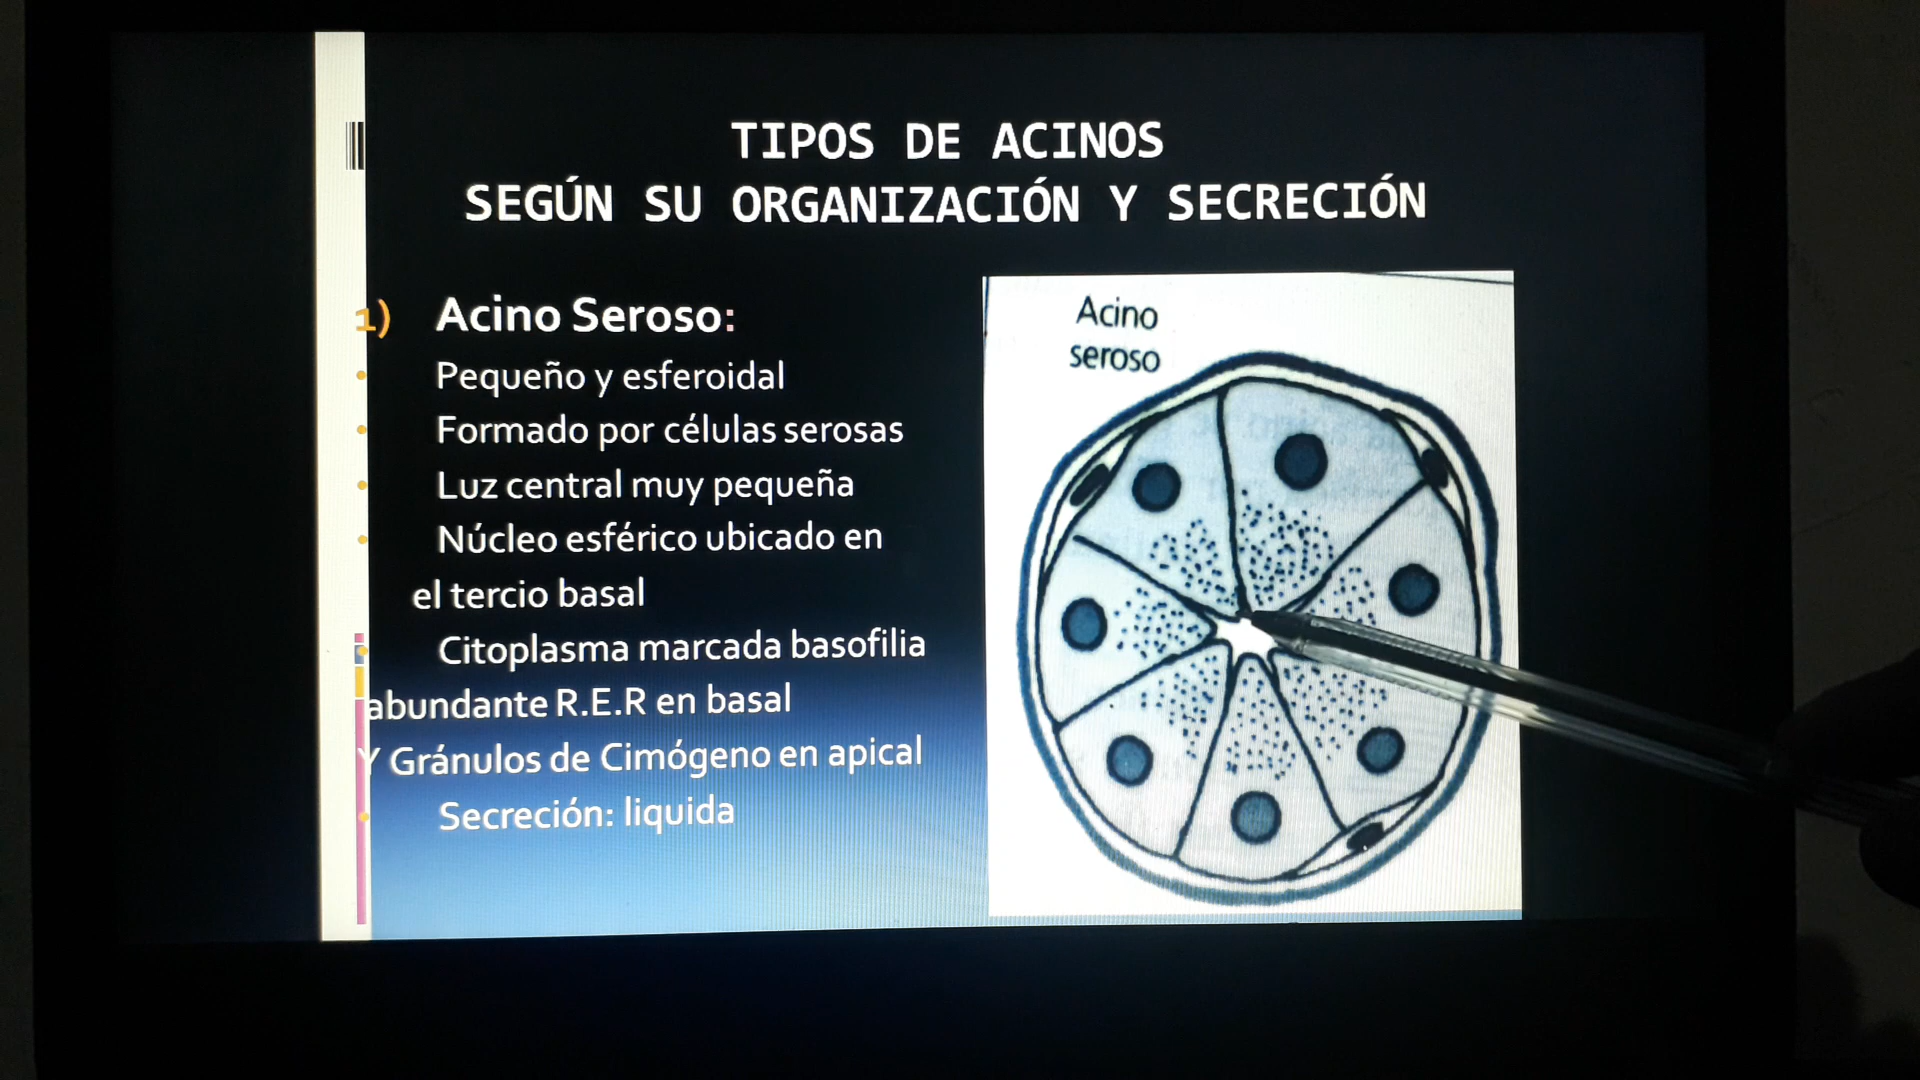 TIPOS DE ACINOS
SEGÚN SU ORGANIZACIÓN Y SECRECIÓN
1) Acino Seroso:
• Pequeño y esferoidal
• Formado por células serosas
• Luz central muy pequeña
• Núcleo esférico ubicado en
el tercio basal
• Citoplasma marcada basofilia
abundante R.E.R en basal
Y Gránulos de Cimógeno en apical
• Secreción: liquida
Acino
seroso